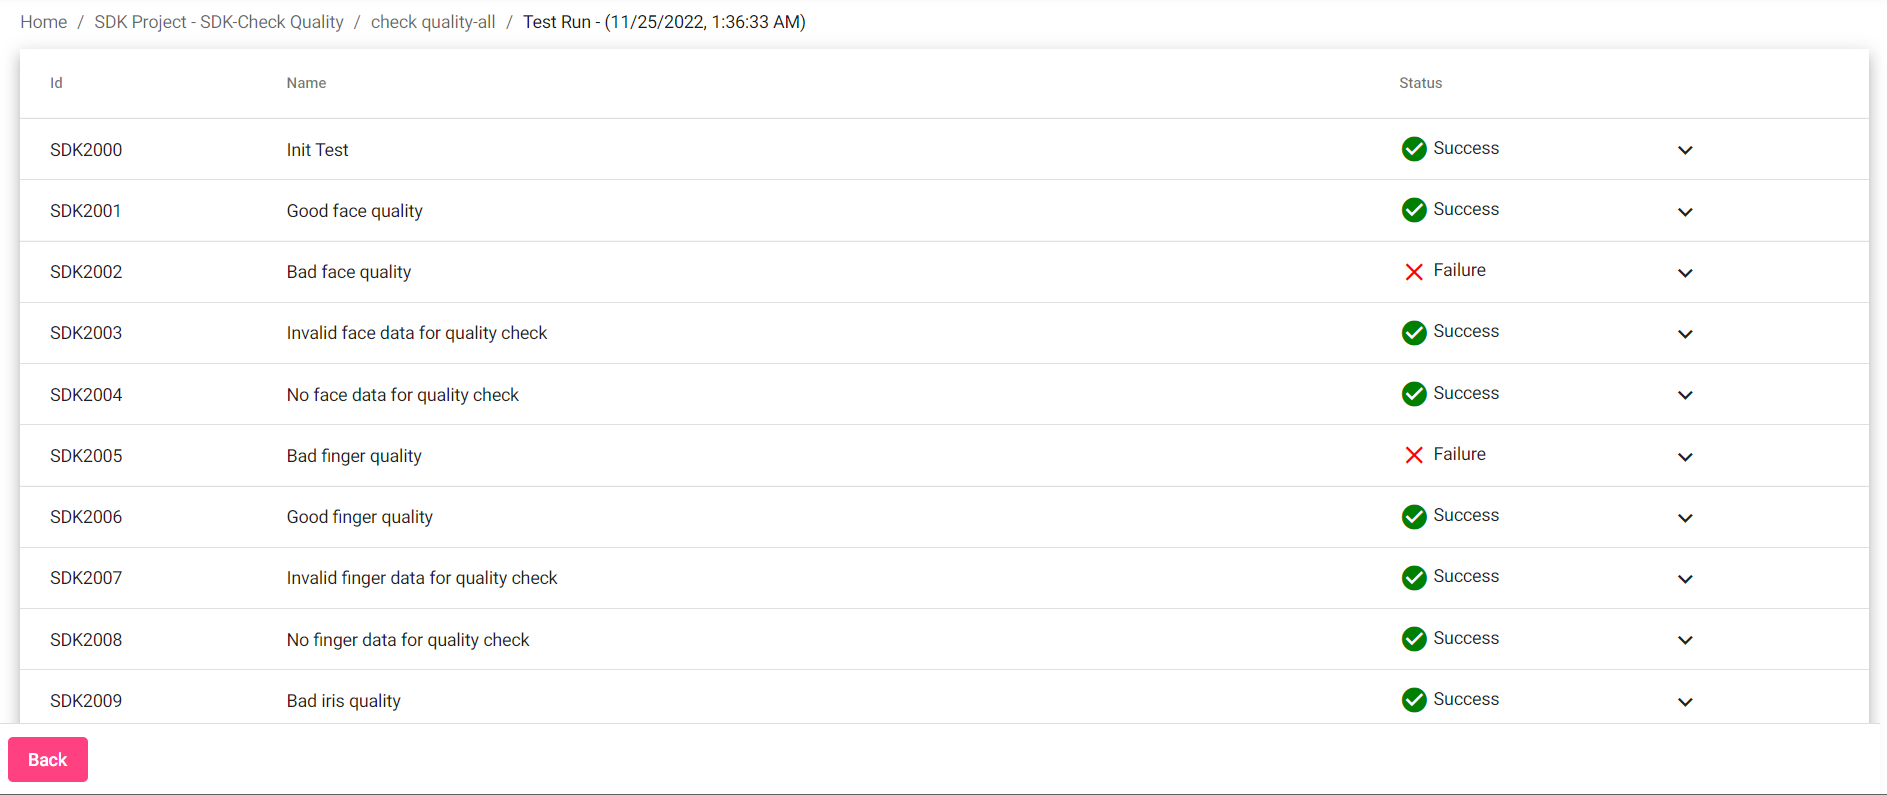 Home / SDK Project - SDK-Check Quality / check quality-all / Test Run - (11/25/2022, 1:36:33 AM)
Id Name Status
SDK2000 Init Test Success
SDK2001 Good face quality Success
SDK2002 Bad face quality Failure
SDK2003 Invalid face data for quality check Success
SDK2004 No face data for quality check Success
SDK2005 Bad finger quality Failure
SDK2006 Good finger quality Success
SDK2007 Invalid finger data for quality check Success
SDK2008 No finger data for quality check Success
SDK2009 Bad iris quality Success
Back